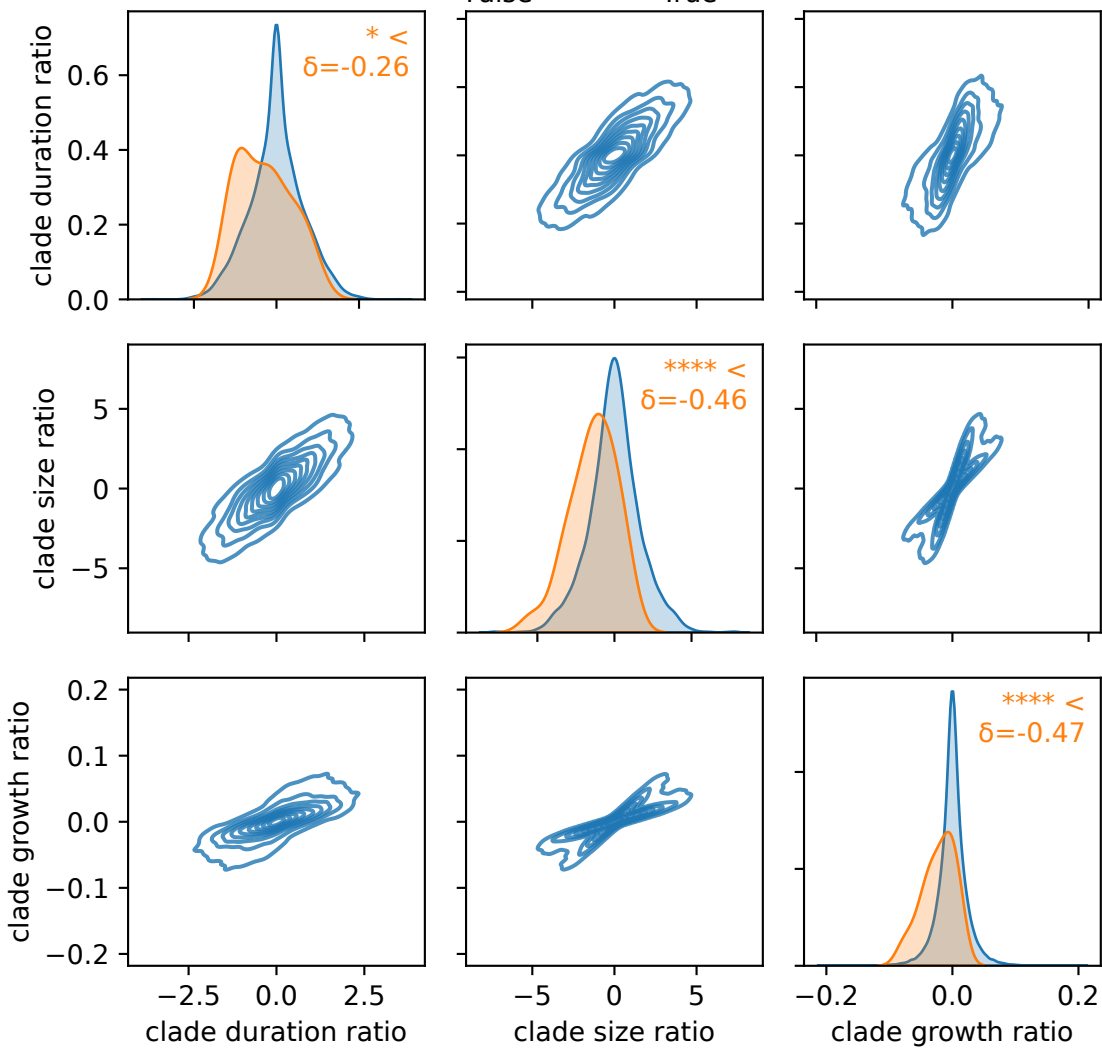 True
clade duration ratio
0.6
0.4
0.2
0.0
* <
δ=-0.26
clade size ratio
5
0
−5
**** <
δ=-0.46
clade growth ratio
0.2
0.1
0.0
−0.1
−0.2
**** <
δ=-0.47
−2.5 0.0 2.5
−5 0 5
−0.2 0.0 0.2
clade duration ratio
clade size ratio
clade growth ratio